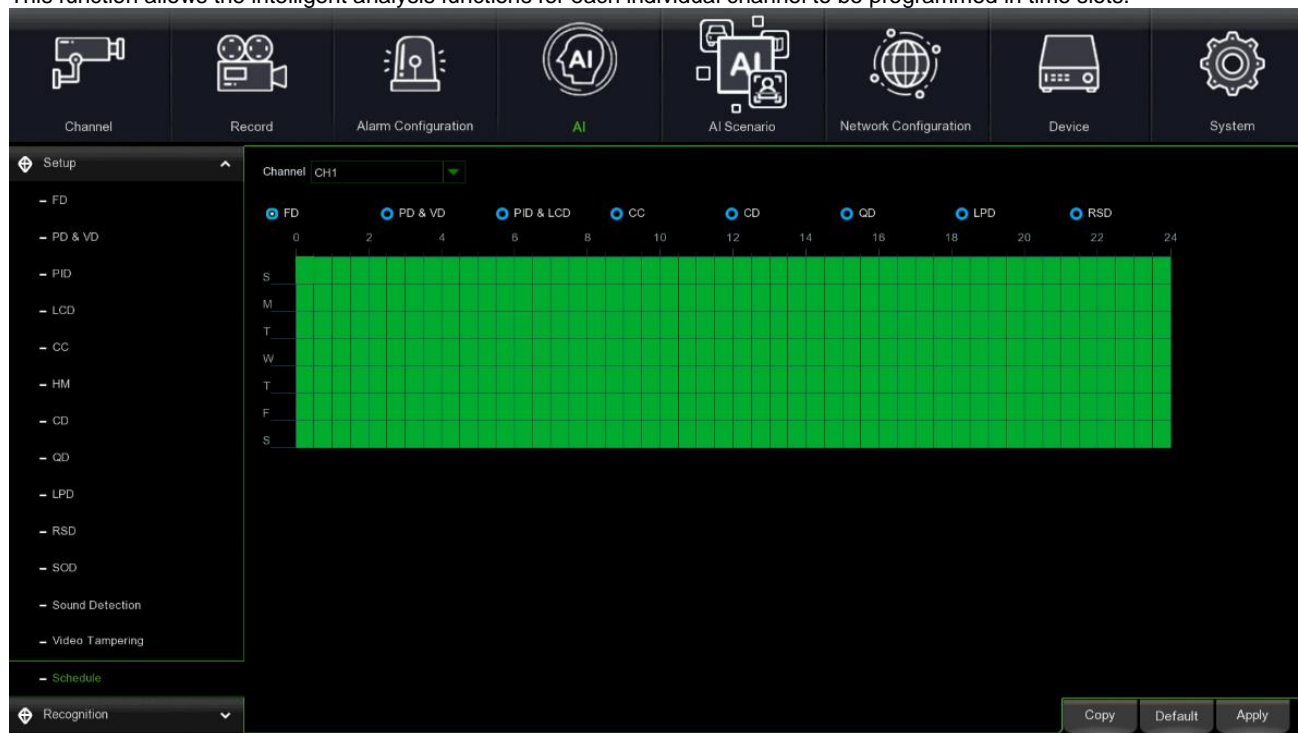 This function allows the intelligent analysis functions for each individual channel to be programmed in time slots.
AI
AI
Channel Record Alarm Configuration AI AI Scenario Network Configuration Device System
Setup
FD
PD & VD
PID
LCD
CC
HM
CD
QD
LPD
RSD
SOD
Sound Detection
Video Tampering
Schedule
Recognition
Channel CH1
FD PD & VD PID & LCD CC CD QD LPD RSD
0 2 4 6 8 10 12 14 16 18 20 22 24
S
M
T
W
T
F
S
Copy Default Apply